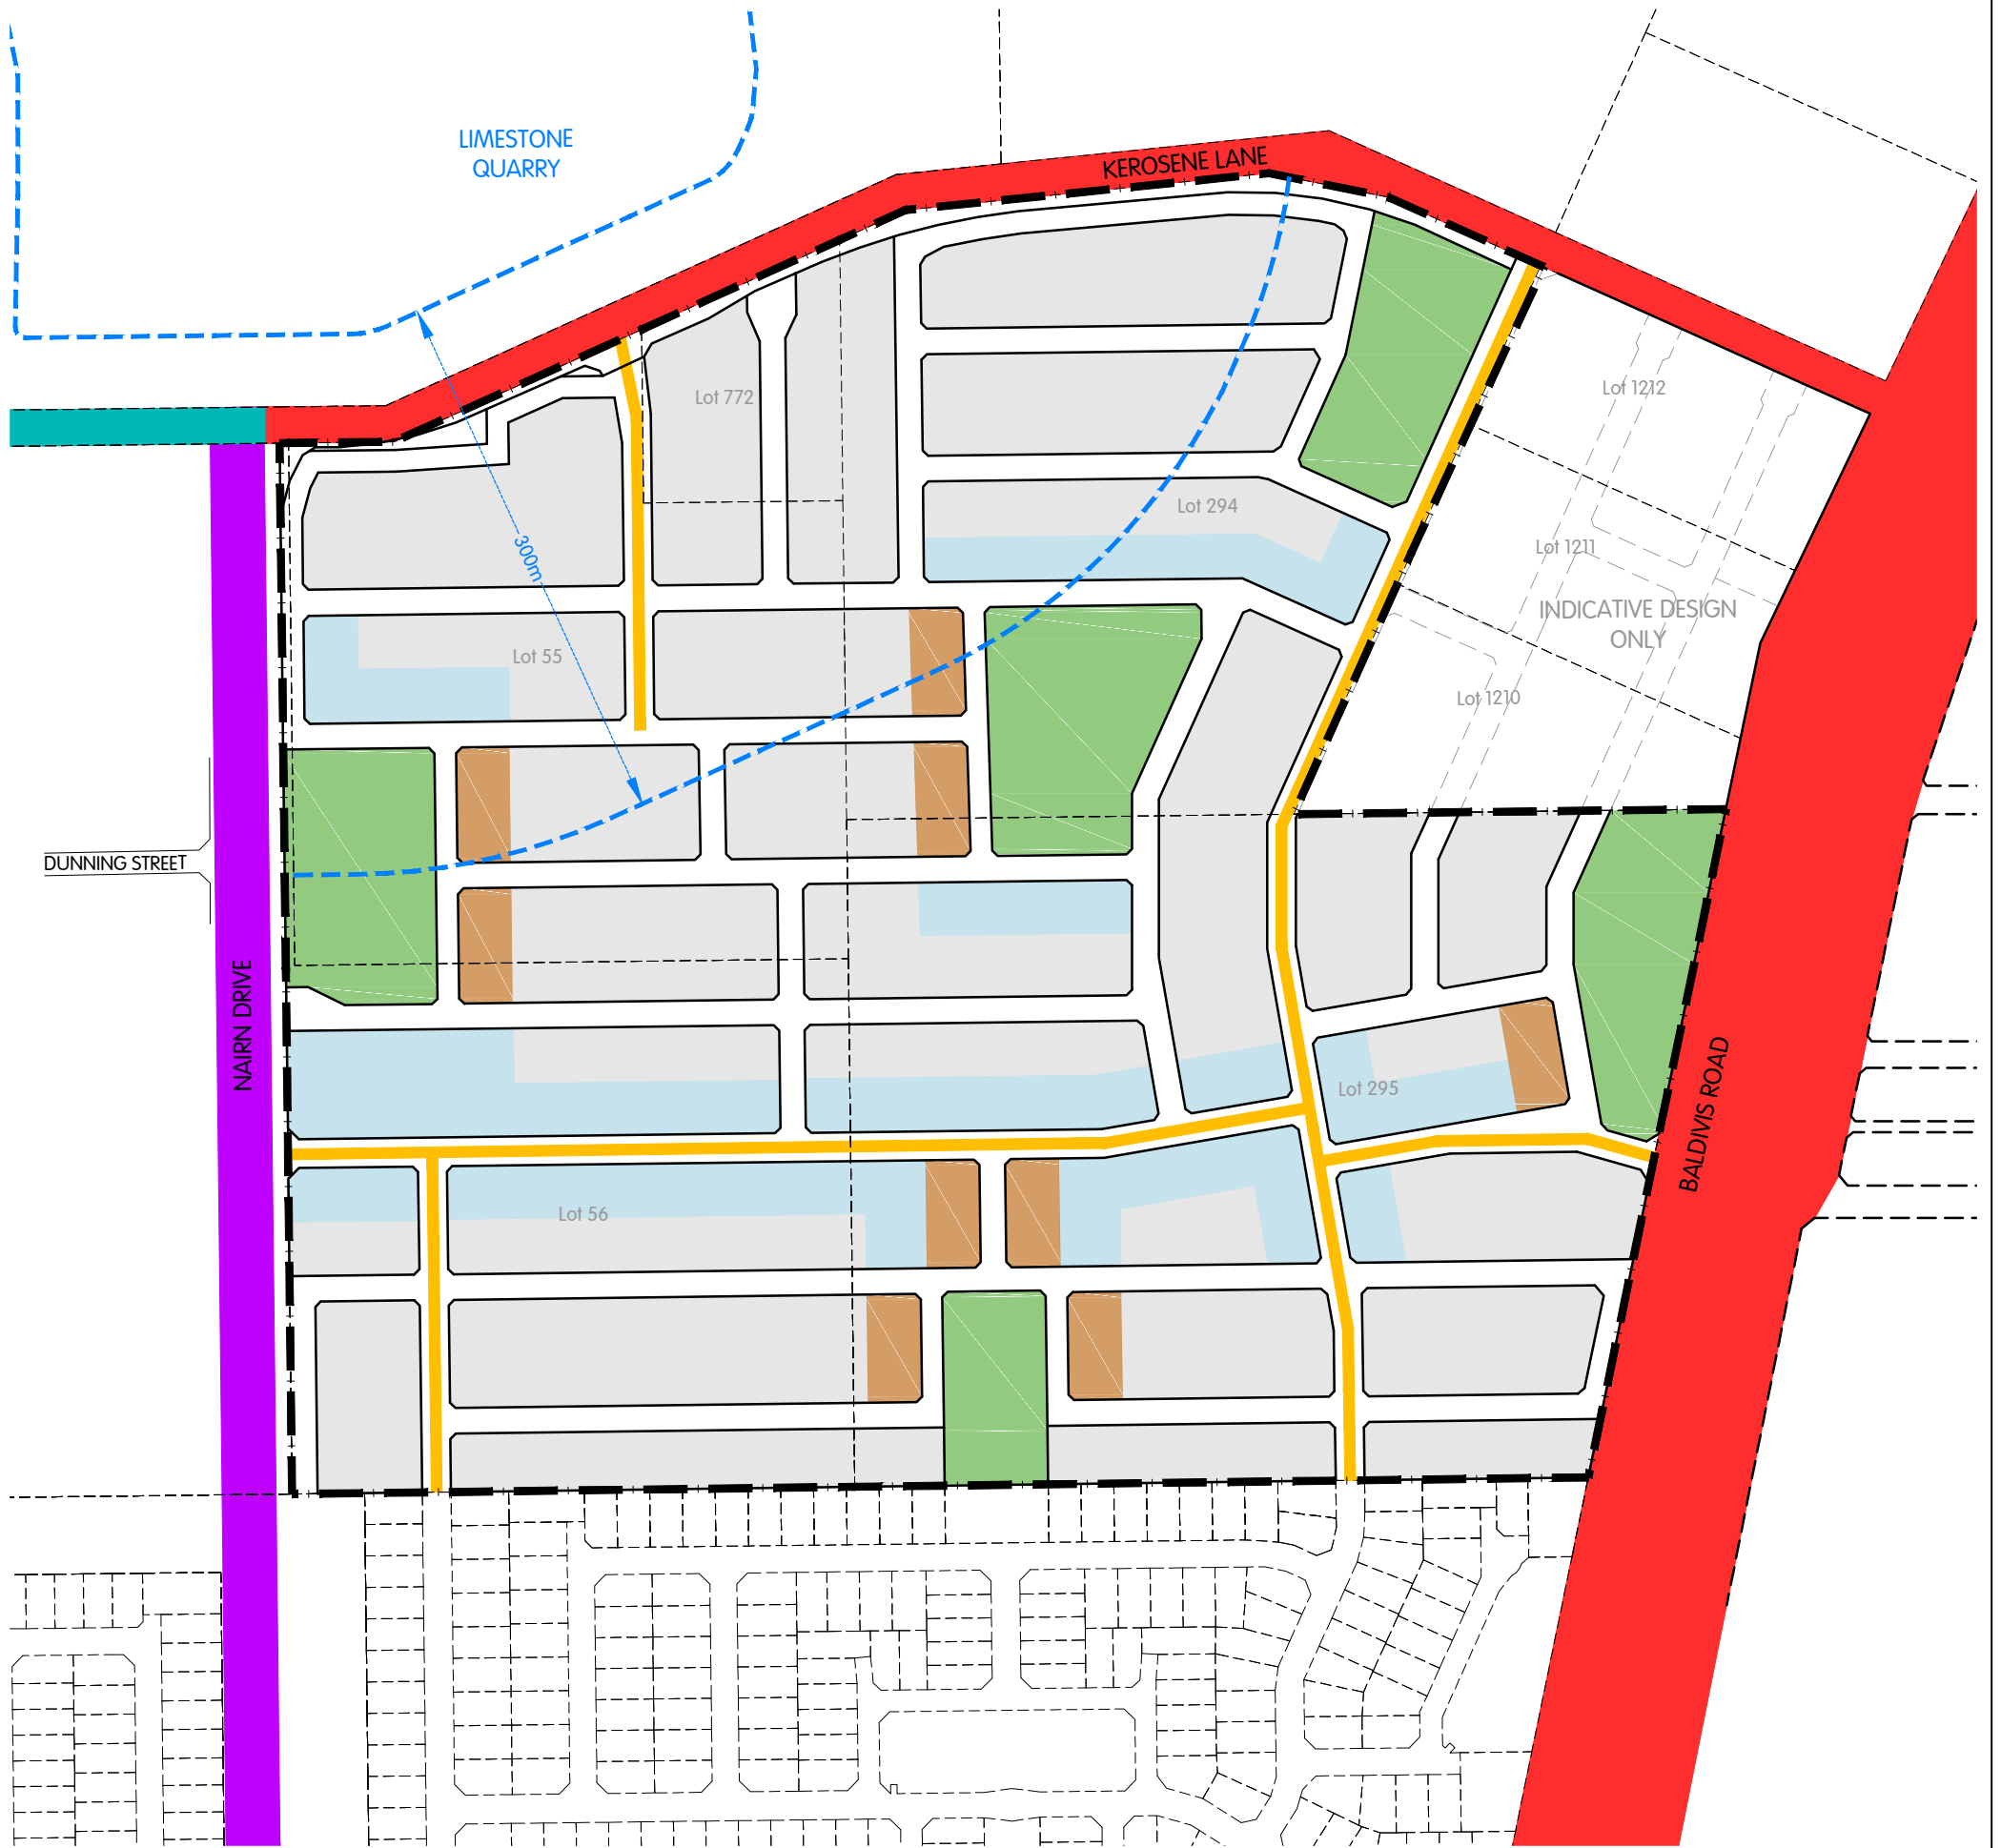 LIMESTONE
QUARRY
KEROSENE LANE
Lot 772
Lot 1212
Lot 294
300m
Lot 1211
INDICATIVE DESIGN
ONLY
Lot 55
Lot 1210
DUNNING STREET
NAIRN DRIVE
Lot 295
BALDIVIS ROAD
Lot 56